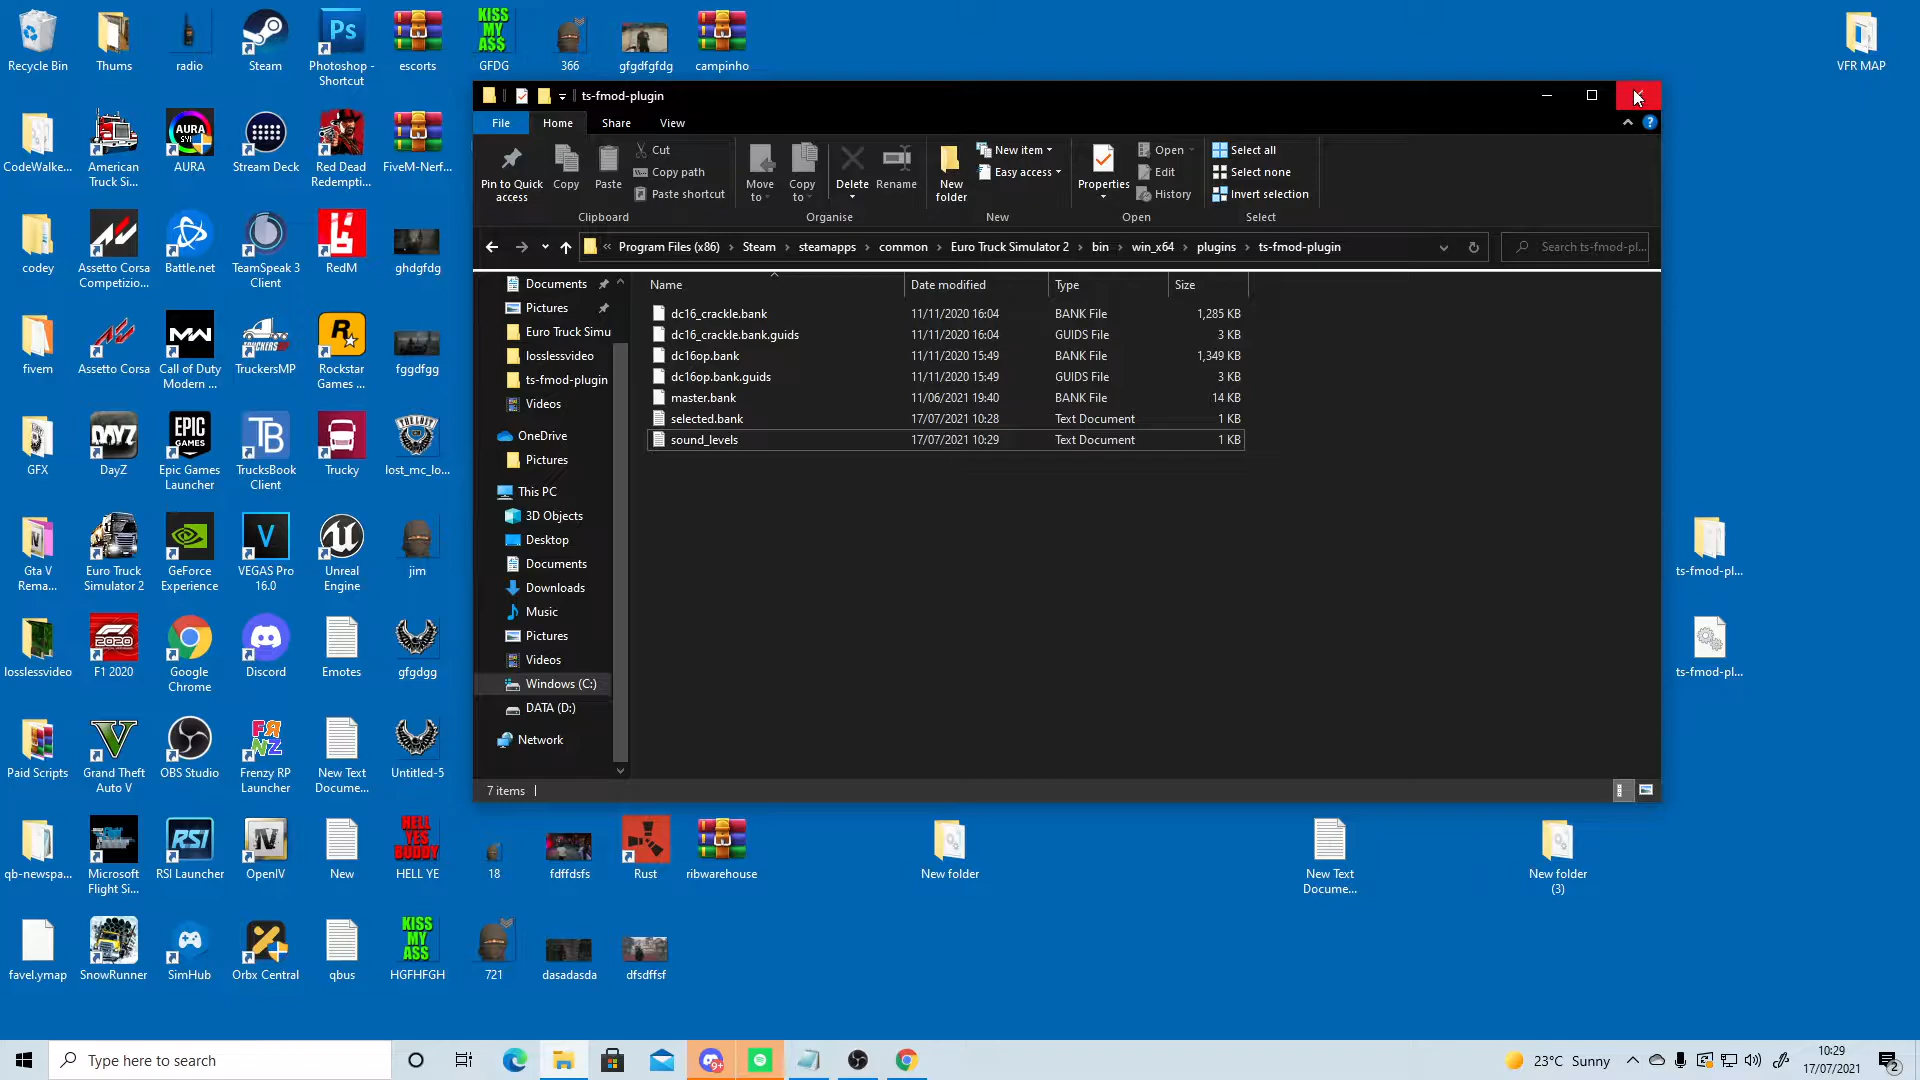 Recycle Bin
Thums
radio
Steam
Photoshop - Shortcut
escorts
GFDG
366
gfgdfgfdg
campinho
VFR MAP
CodeWalke...
American Truck Si...
AURA
Stream Deck
Red Dead Redempti...
FiveM-Nerf...
codey
Assetto Corsa Competizio...
Battle.net
TeamSpeak 3 Client
RedM
ghdgfdg
fivem
Assetto Corsa
Call of Duty Modern ...
TruckersMP
Rockstar Games ...
fggdfgg
GFX
DayZ
Epic Games Launcher
TrucksBook Client
Trucky
lost_mc_lo...
Gta V Rema...
Euro Truck Simulator 2
GeForce Experience
VEGAS Pro 16.0
Unreal Engine
jim
losslessvideo
F1 2020
Google Chrome
Discord
Emotes
gfgdgg
Paid Scripts
Grand Theft Auto V
OBS Studio
Frenzy RP Launcher
New Text Docume...
Untitled-5
qb-newspa...
Microsoft Flight Si...
RSI Launcher
OpenIV
New
HELL YE
18
fdffdsfs
Rust
ribwarehouse
New folder
New Text Docume...
New folder (3)
favel.ymap
SnowRunner
SimHub
Orbx Central
qbus
HGFHFGH
721
dasadasda
dfsdffsf
ts-fmod-pl...
ts-fmod-pl...
KISS MY A$$
HELL YES BUDDY
KISS MY ASS
ts-fmod-plugin
File Home Share View
Pin to Quick access
Copy
Paste
Cut
Copy path
Paste shortcut
Clipboard
Move to
Copy to
Delete
Rename
Organise
New folder
New item
Easy access
New
Properties
Open
Edit
History
Open
Select all
Select none
Invert selection
Select
« Program Files (x86) > Steam > steamapps > common > Euro Truck Simulator 2 > bin > win_x64 > plugins > ts-fmod-plugin
Search ts-fmod-pl...
Documents
Pictures
Euro Truck Simu
losslessvideo
ts-fmod-plugin
Videos
OneDrive
Pictures
This PC
3D Objects
Desktop
Documents
Downloads
Music
Pictures
Videos
Windows (C:)
DATA (D:)
Network
Name Date modified Type Size
dc16_crackle.bank 11/11/2020 16:04 BANK File 1,285 KB
dc16_crackle.bank.guids 11/11/2020 16:04 GUIDS File 3 KB
dc16op.bank 11/11/2020 15:49 BANK File 1,349 KB
dc16op.bank.guids 11/11/2020 15:49 GUIDS File 3 KB
master.bank 11/06/2021 19:40 BANK File 14 KB
selected.bank 17/07/2021 10:28 Text Document 1 KB
sound_levels 17/07/2021 10:29 Text Document 1 KB
7 items
Type here to search
23°C Sunny
10:29
17/07/2021
2